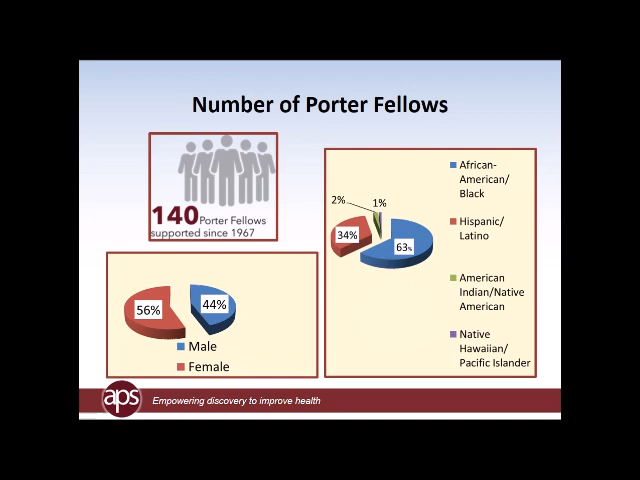 Number of Porter Fellows
140 Porter Fellows
supported since 1967
56%
44%
Male
Female
2%
1%
34%
63%
African-
American/
Black
Hispanic/
Latino
American
Indian/Native
American
Native
Hawaiian/
Pacific Islander
aps
Empowering discovery to improve health